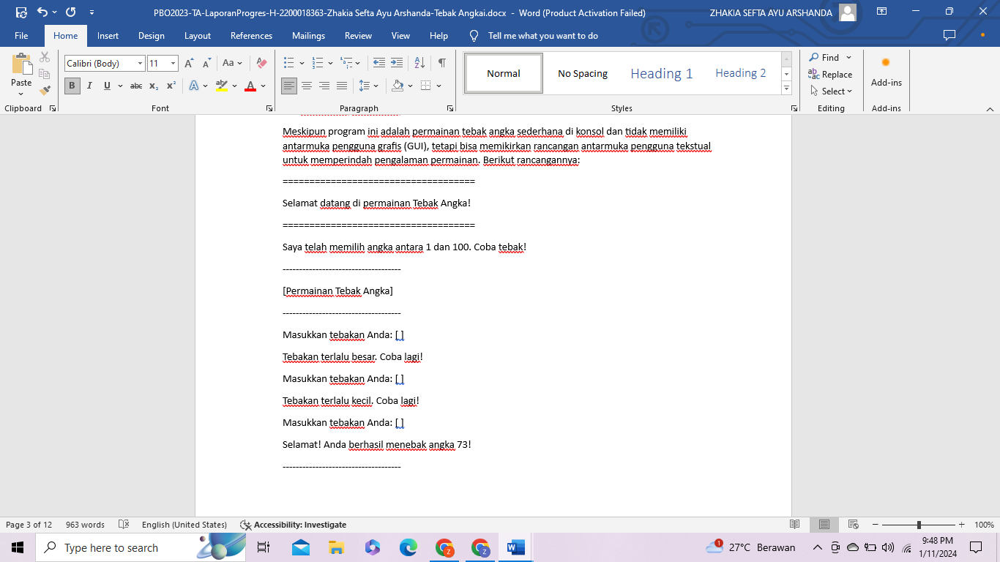 PBO2023-TA-LaporanProgres-H-2200018363-Zhakia Sefta Ayu Arshanda-Tebak Angkai.docx - Word (Product Activation Failed)
ZHAKIA SEFTA AYU ARSHANDA
File Home Insert Design Layout References Mailings Review View Help Tell me what you want to do
Calibri (Body) 11
Paste
Clipboard Font Paragraph
Normal No Spacing Heading 1 Heading 2
Styles
Find
Replace
Select
Editing
Add-ins
Add-ins
Meskipun program ini adalah permainan tebak angka sederhana di konsol dan tidak memiliki
antarmuka pengguna grafis (GUI), tetapi bisa memikirkan rancangan antarmuka pengguna tekstual
untuk memperindah pengalaman permainan. Berikut rancangannya:
====================================
Selamat datang di permainan Tebak Angka!
====================================
Saya telah memilih angka antara 1 dan 100. Coba tebak!
------------------------------------
[Permainan Tebak Angka]
------------------------------------
Masukkan tebakan Anda: [ ]
Tebakan terlalu besar. Coba lagi!
Masukkan tebakan Anda: [ ]
Tebakan terlalu kecil. Coba lagi!
Masukkan tebakan Anda: [ ]
Selamat! Anda berhasil menebak angka 73!
------------------------------------
Page 3 of 12 963 words English (United States) Accessibility: Investigate 100%
Type here to search
27°C Berawan
9:48 PM
1/11/2024